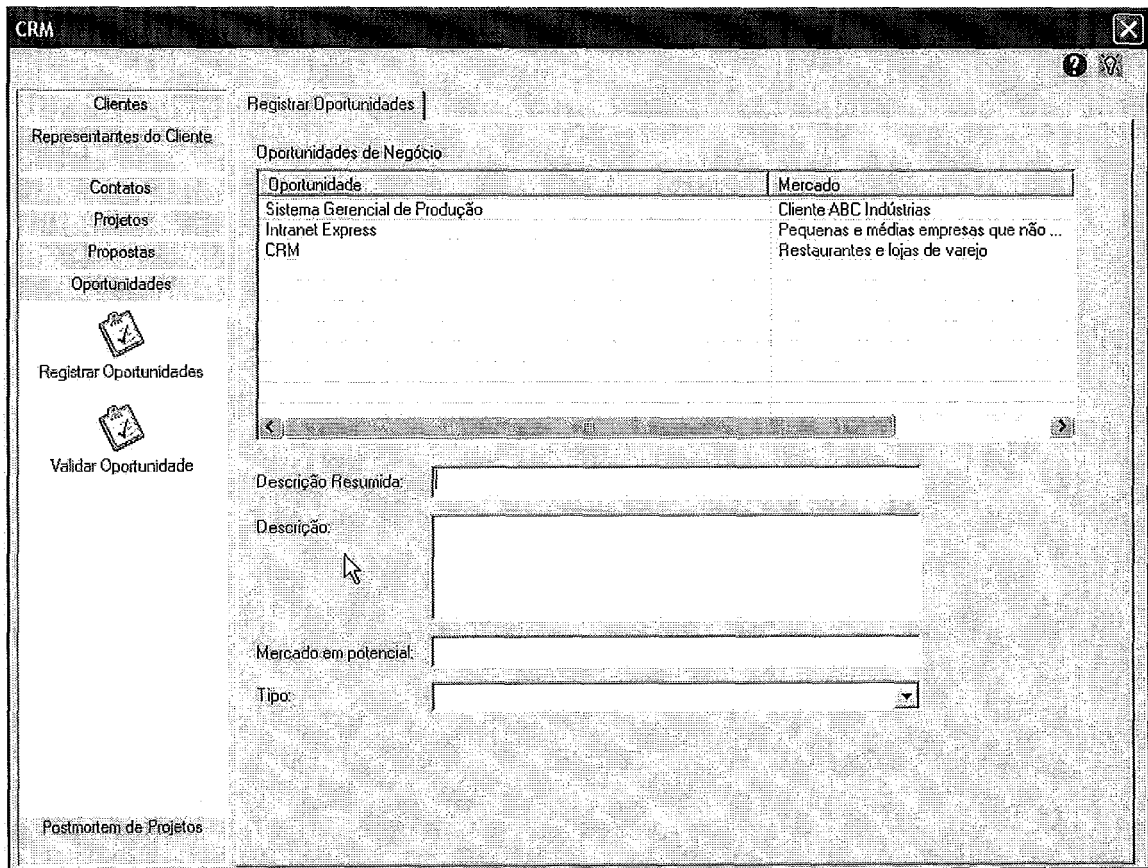 CRM
Clientes
Representantes do Cliente
Contatos
Projetos
Propostas
Oportunidades
Registrar Oportunidades
Validar Oportunidade
Postmortem de Projetos
Registrar Oportunidades
Oportunidades de Negócio
Oportunidade Mercado
Sistema Gerencial de Produção Cliente ABC Indústrias
Intranet Express Pequenas e médias empresas que não ...
CRM Restaurantes e lojas de varejo
Descrição Resumida:
Descrição:
Mercado em potencial:
Tipo: